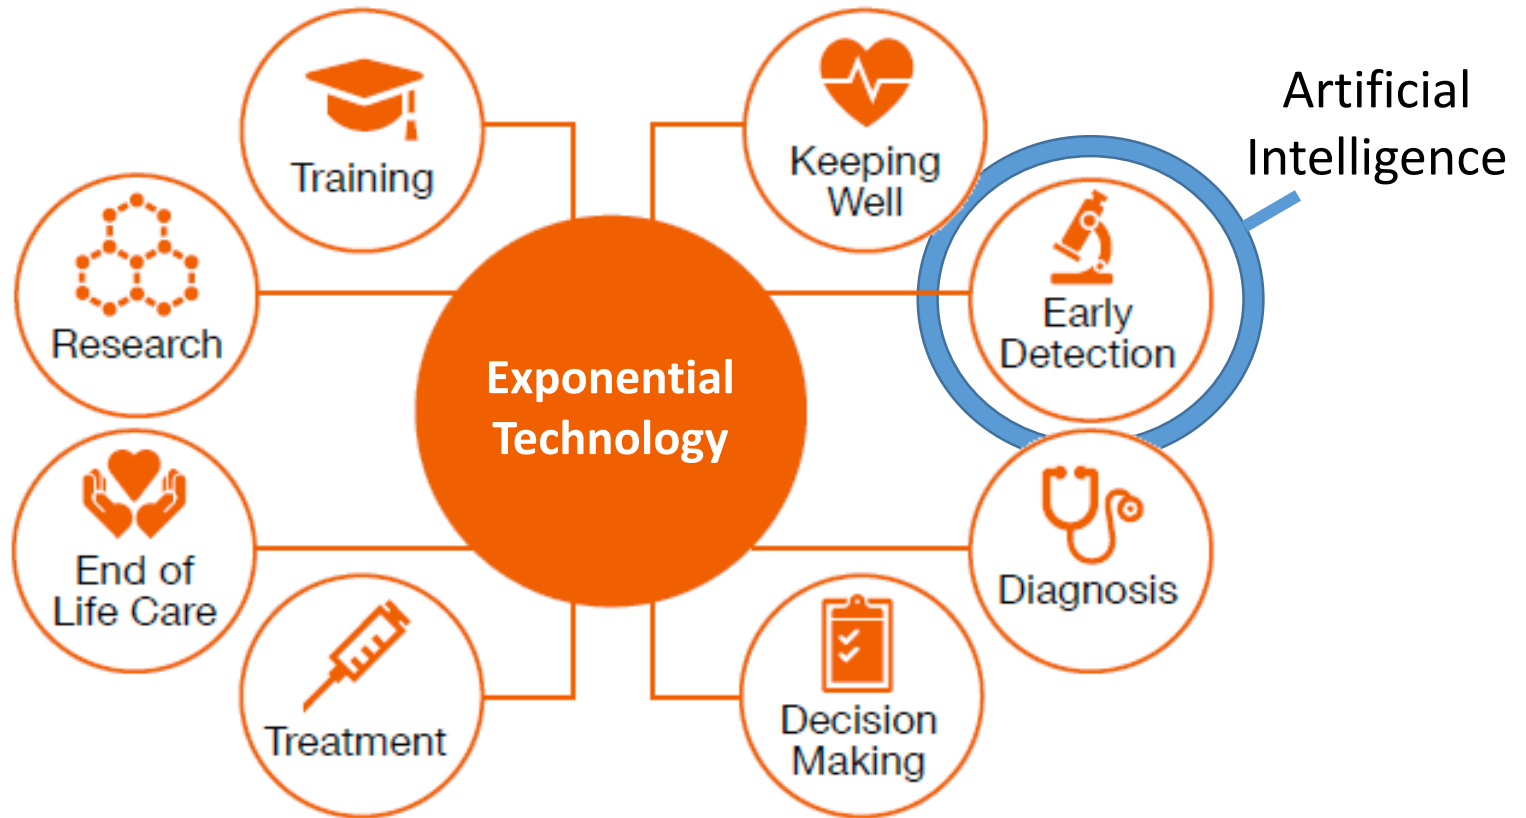 Training
Keeping
Well
Artificial
Intelligence
Research
Early
Detection
Exponential
Technology
End of
Life Care
Diagnosis
Treatment
Decision
Making